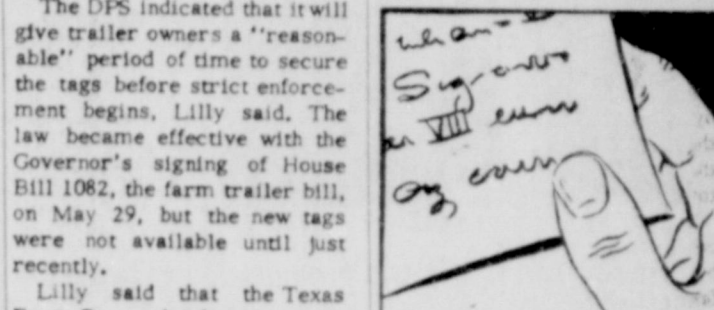 The DPS indicated that it will
give trailer owners a "reason-
able" period of time to secure
the tags before strict enforce-
ment begins, Lilly said. The
law became effective with the
Governor's signing of House
Bill 1082, the farm trailer bill,
on May 29, but the new tags
were not available until just
recently.
Lilly said that the Texas
VIII